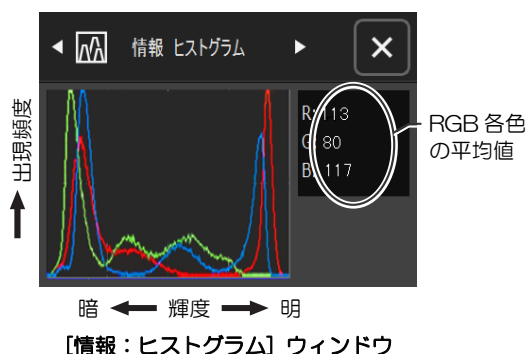 情報 ヒストグラム
出現頻度
R: 113
G: 80
B: 117
RGB 各色
の平均値
暗 輝度 明
[情報：ヒストグラム] ウィンドウ